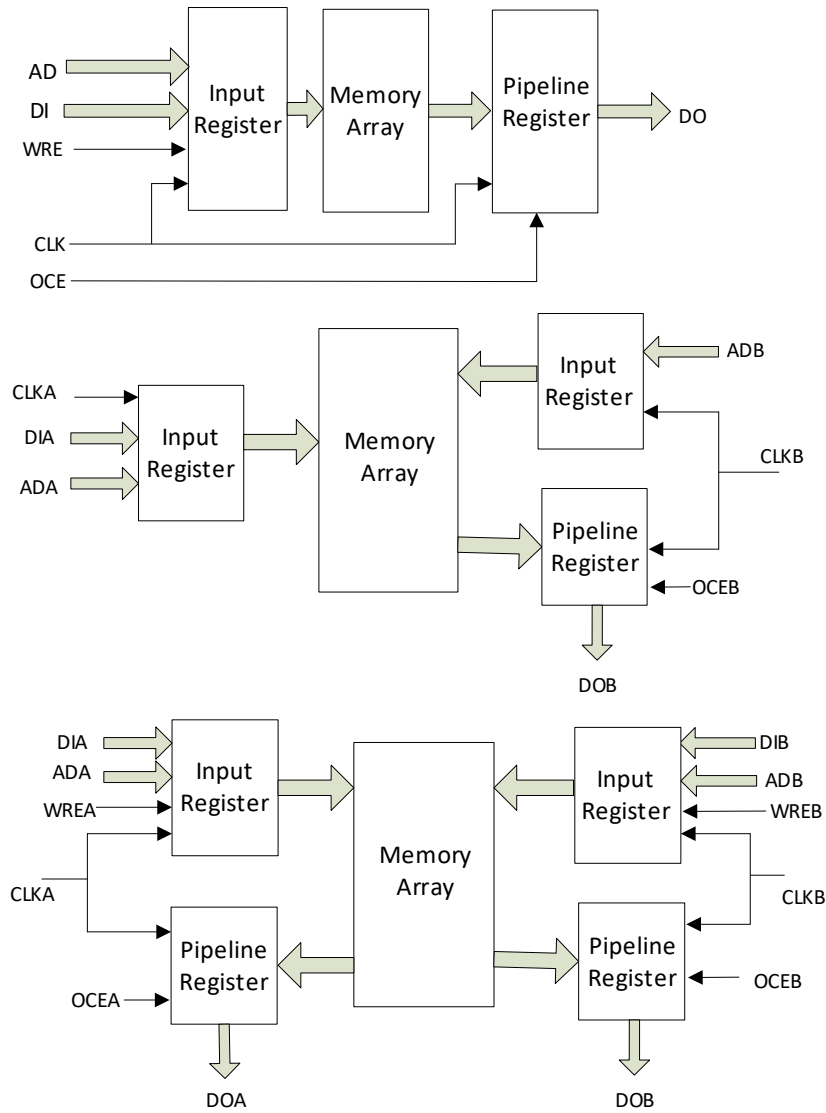 AD
DI
WRE
CLK
OCE
Input
Register
Memory
Array
Pipeline
Register
DO
CLKA
DIA
ADA
Input
Register
Memory
Array
Input
Register
ADB
CLKB
Pipeline
Register
OCEB
DOB
DIA
ADA
WREA
CLKA
OCEA
Input
Register
Pipeline
Register
DOA
Memory
Array
Input
Register
DIB
ADB
WREB
CLKB
Pipeline
Register
OCEB
DOB